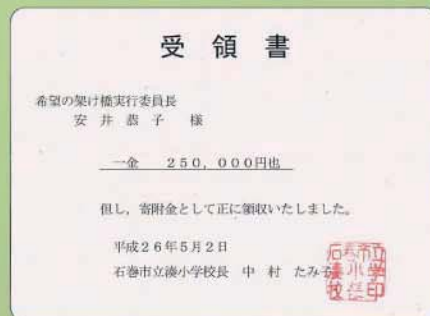 受領書
希望の架け橋実行委員長
安井恭子 様
一金 250,000円也
但し、寄附金として正に領収いたしました。
平成26年5月2日
石巻市立湊小学校長 中村 たみ子